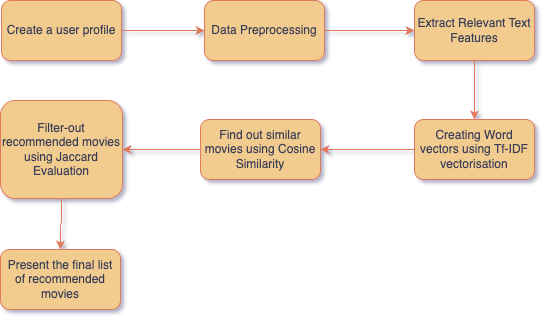 Create a user profile
Data Preprocessing
Extract Relevant Text
Features
Creating Word
vectors using Tf-IDF
vectorisation
Find out similar
movies using Cosine
Similarity
Filter-out
recommended movies
using Jaccard
Evaluation
Present the final list
of recommended
movies